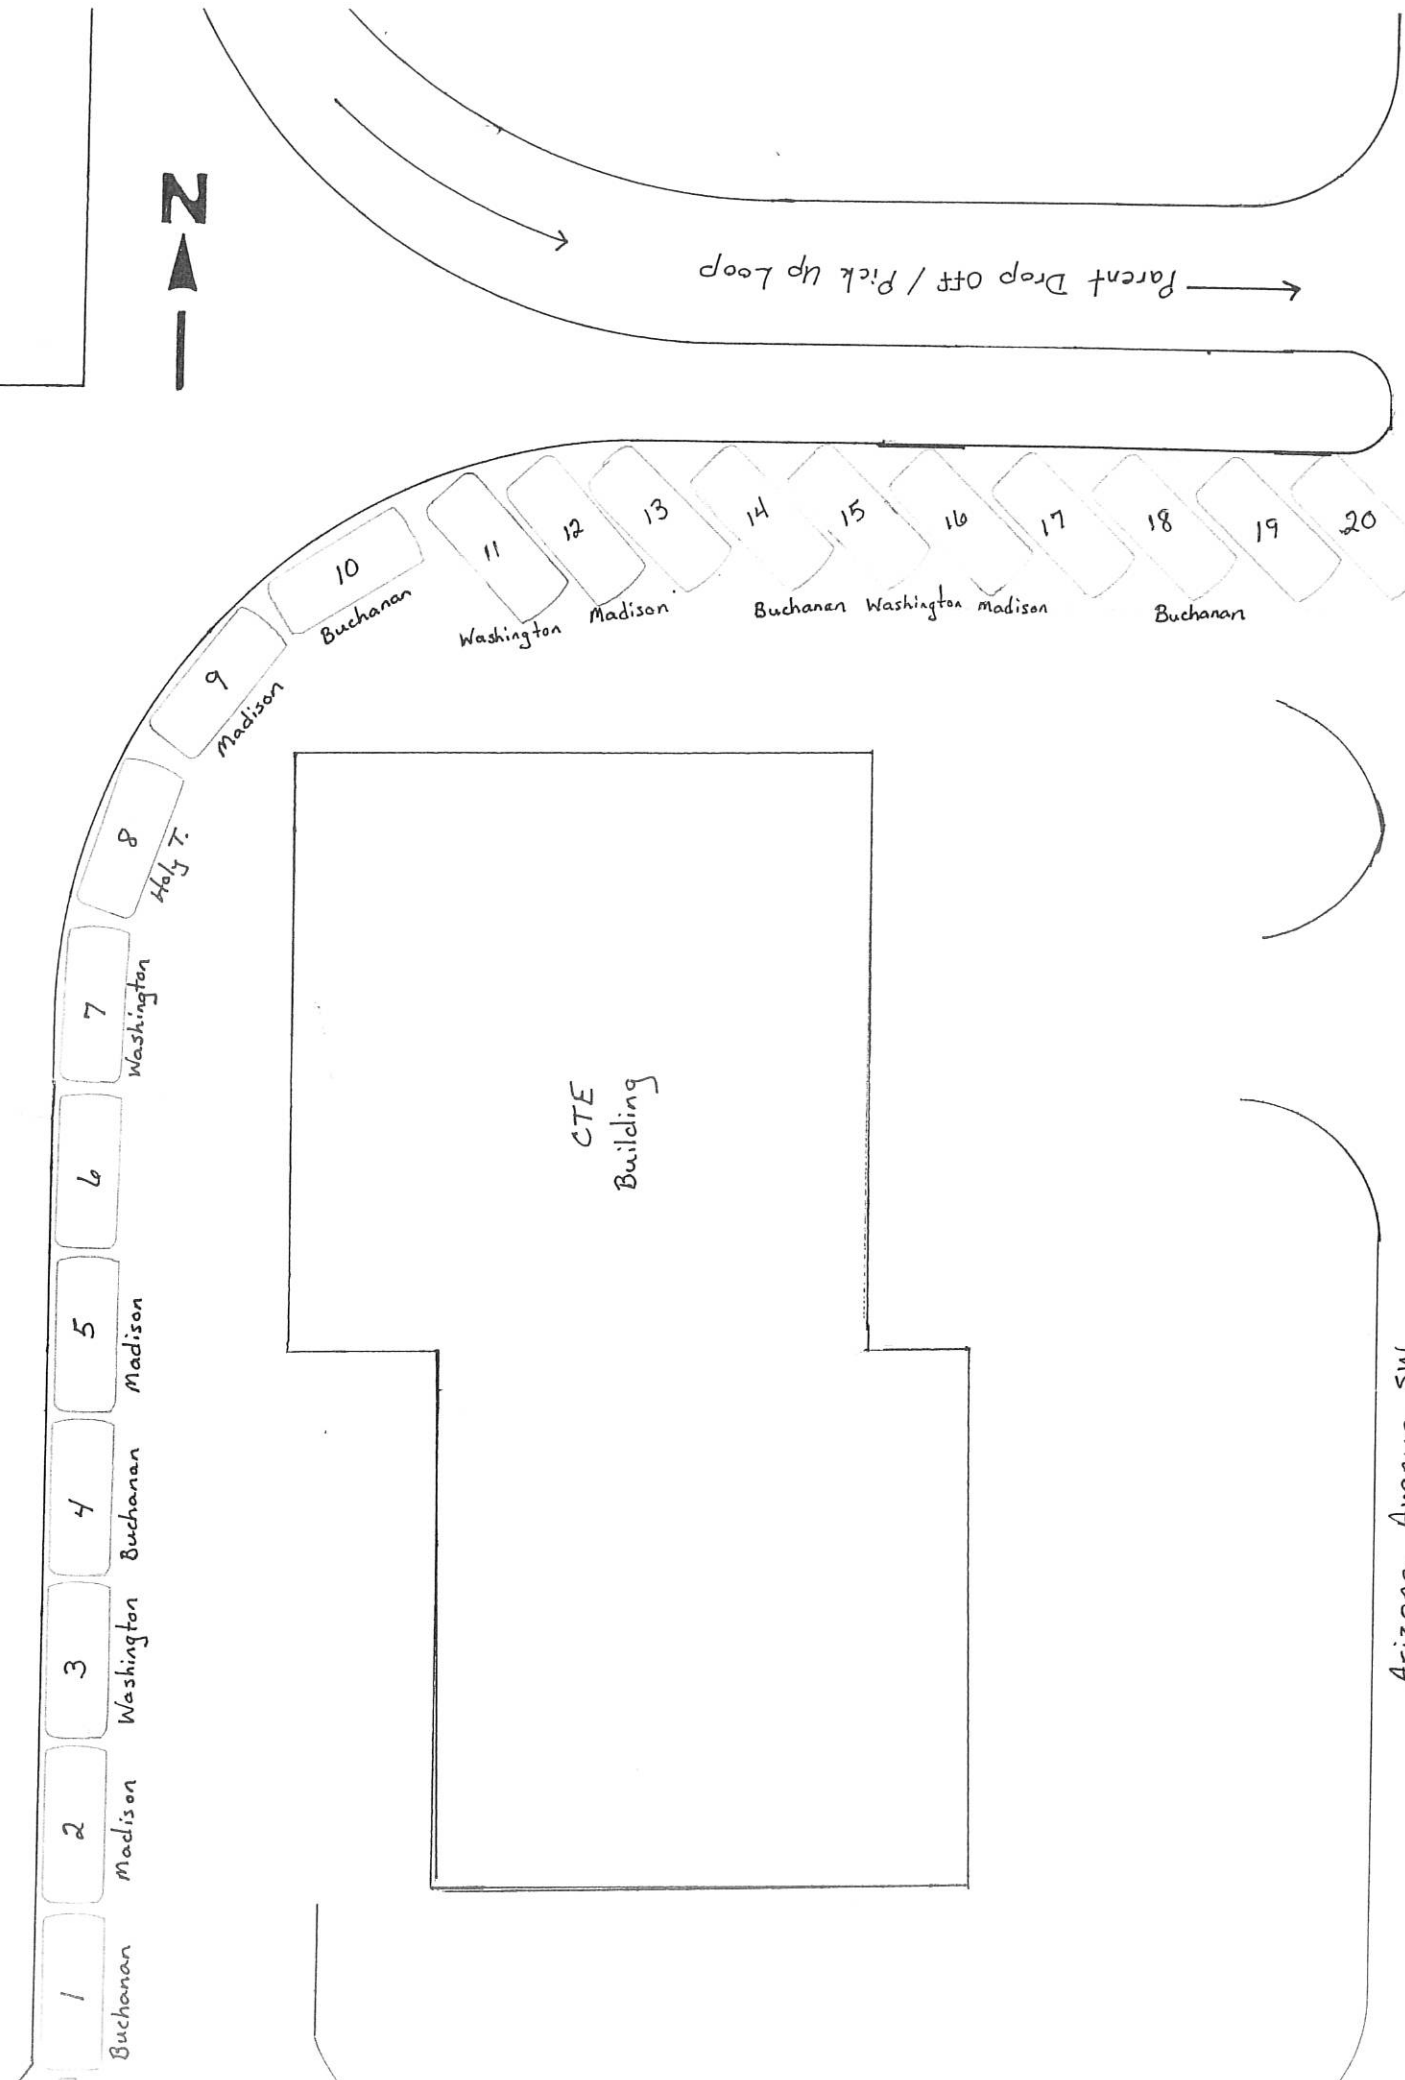 N
Parent Drop Off / Pick Up Loop
20
19
18
Buchanan
17
16
Madison
15
Washington
14
Buchanan
13
12
Madison
11
Washington
10
Buchanan
9
Madison
8
Holy T.
7
Washington
6
5
Madison
4
Buchanan
3
Washington
2
Madison
1
Buchanan
CTE
Building
Arizona Avenue SW